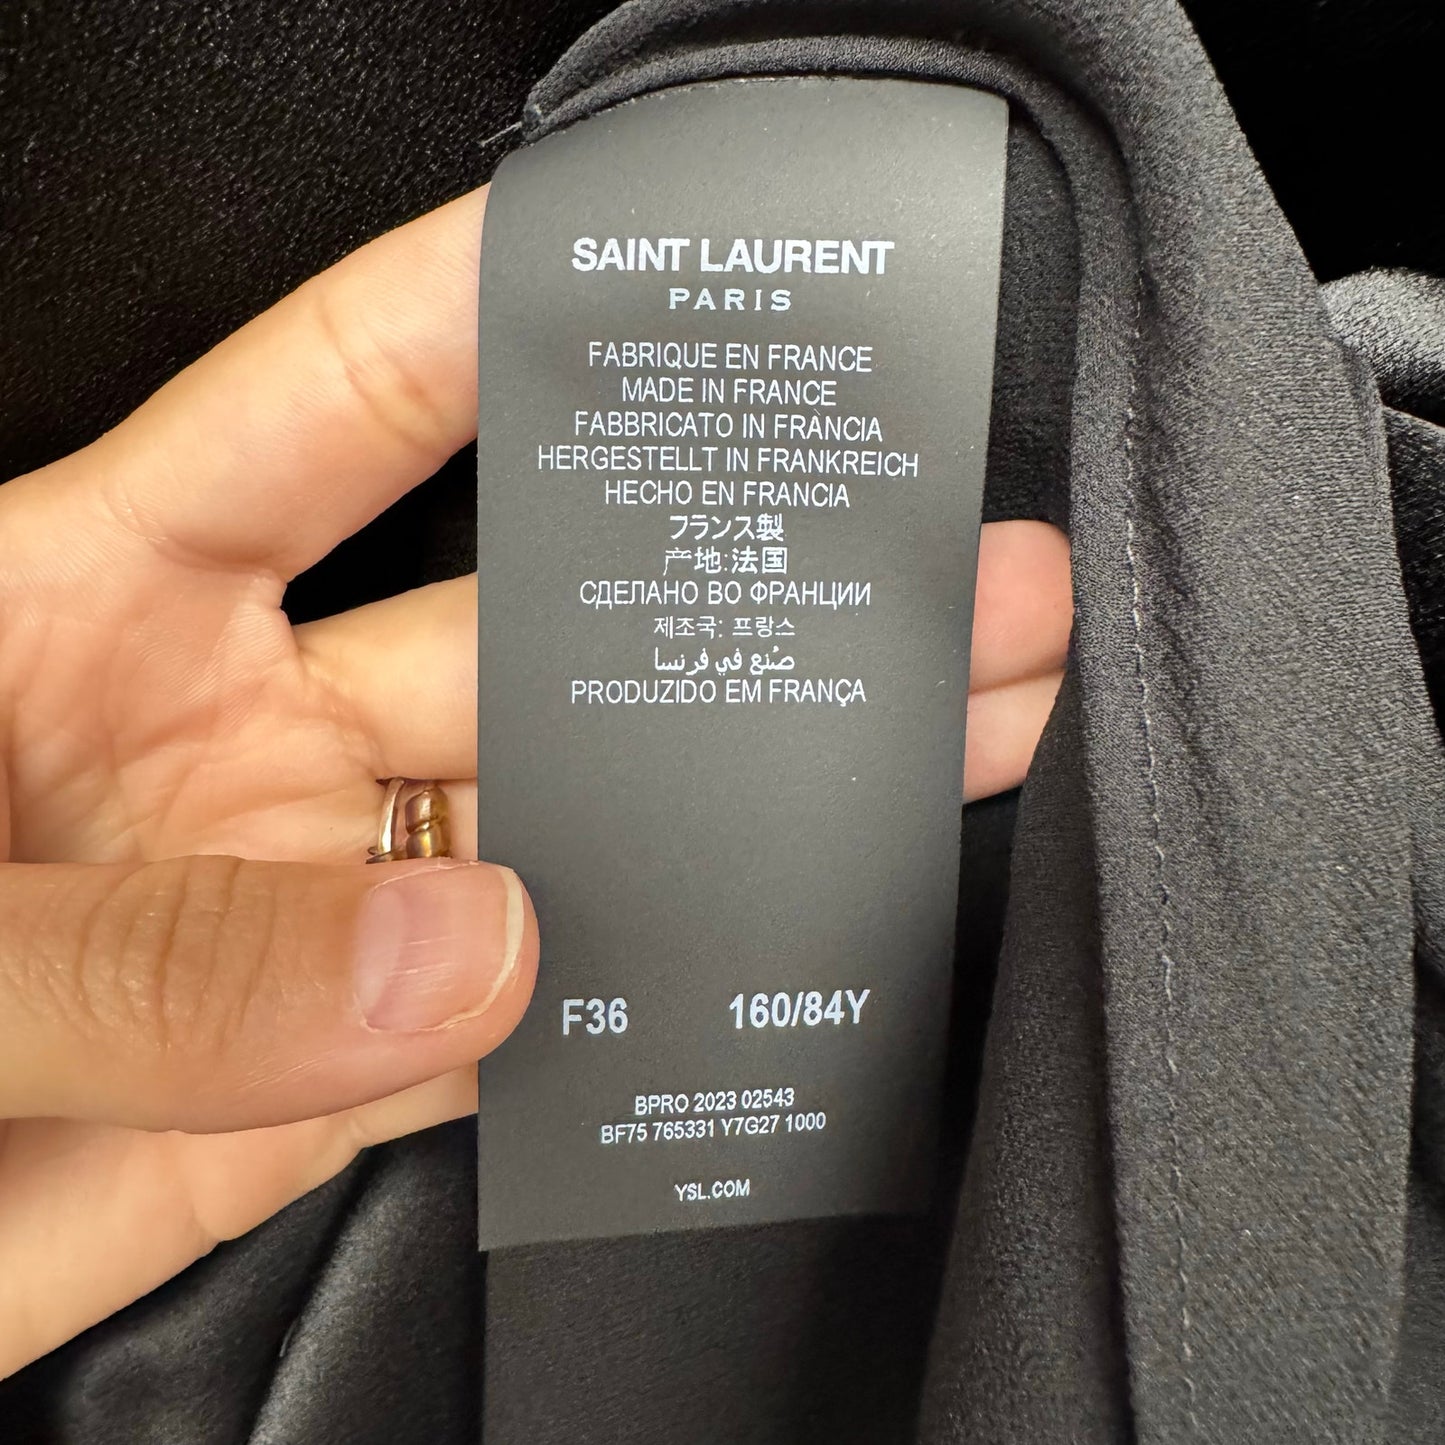 SAINT LAURENT
PARIS
FABRIQUE EN FRANCE
MADE IN FRANCE
FABBRICATO IN FRÀNCIA
HERGESTELLT IN FRANKREICH
HECHO EN FRANCIA
フランス製
产地:法国
СДЕЛАНО ВО ФРАНЦИИ
제조국: 프랑스
صُنع في فرنسا
PRODUZIDO EM FRANÇA
F36 160/84Y
BPRO 2023 02543
BF75 765331 Y7G27 1000
YSL.COM